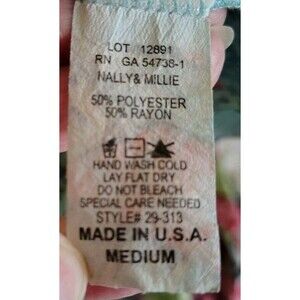 LOT 12891
RN GA 54738-1
NALLY & MILLIE
50% POLYESTER
50% RAYON
HAND WASH COLD
LAY FLAT DRY
DO NOT BLEACH
SPECIAL CARE NEEDED
STYLE# 29-313
MADE IN U.S.A.
MEDIUM